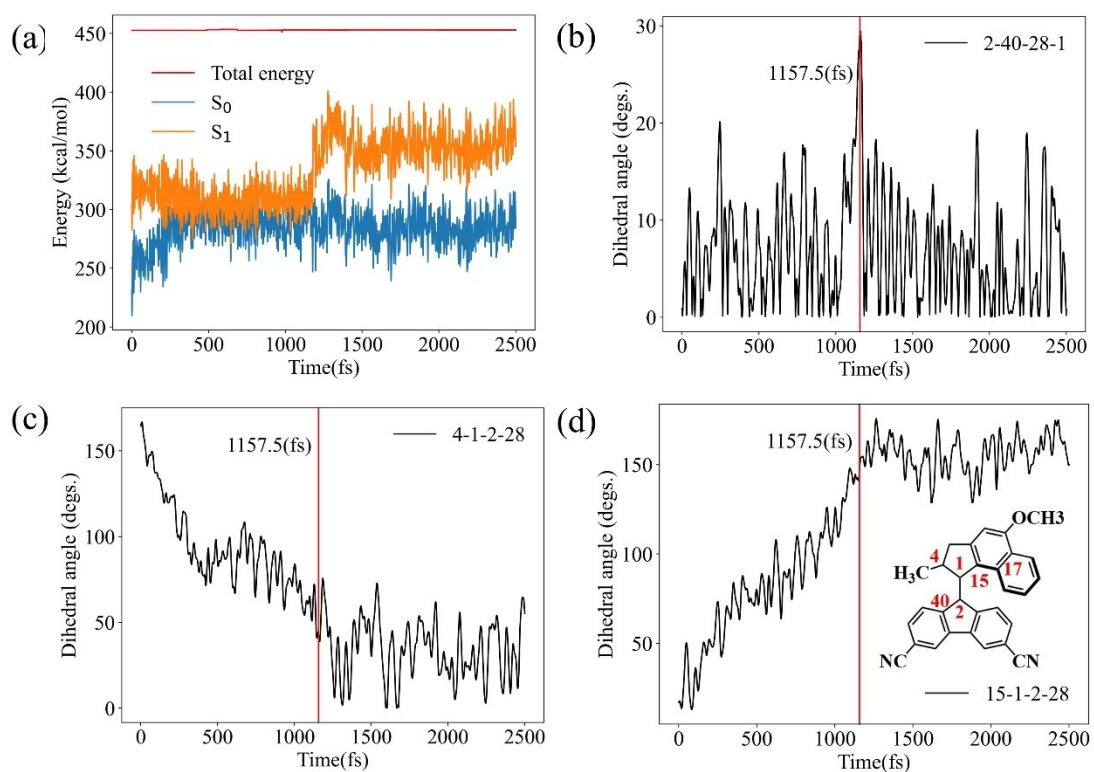 (a)
450
400
350
300
250
200
Energy (kcal/mol)
Total energy
S₀
S₁
0 500 1000 1500 2000 2500
Time(fs)
(b)
30
20
10
0
Dihedral angle (degs.)
1157.5(fs)
2-40-28-1
0 500 1000 1500 2000 2500
Time(fs)
(c)
150
100
50
0
Dihedral angle (degs.)
1157.5(fs)
4-1-2-28
0 500 1000 1500 2000 2500
Time(fs)
(d)
150
100
50
Dihedral angle (degs.)
1157.5(fs)
OCH3
4 1 17
H₃C 15
40 2
NC CN
15-1-2-28
0 500 1000 1500 2000 2500
Time(fs)